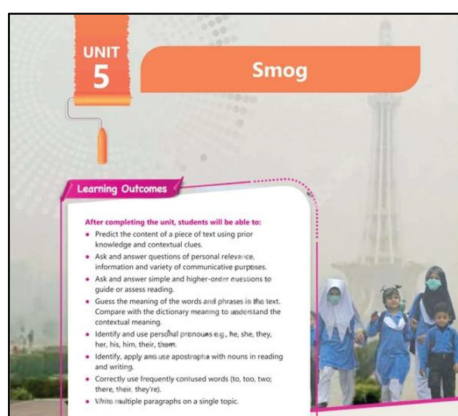 UNIT
5
Smog
Learning Outcomes
After completing the unit, students will be able to:
• Predict the content of a piece of text using prior
knowledge and contextual clues.
• Ask and answer questions of personal relevance,
information and variety of communicative purposes.
• Ask and answer simple and higher-order questions to
guide or assess reading.
• Guess the meaning of the words and phrases in the text.
Compare with the dictionary meaning to understand the
contextual meaning.
• Identify and use personal pronouns e.g., he, she, they,
her, his, him, their, them.
• Identify, apply and use apostrophe with nouns in reading
and writing.
• Correctly use frequently confused words (to, too, two;
there, their, they're).
• Write multiple paragraphs on a single topic.